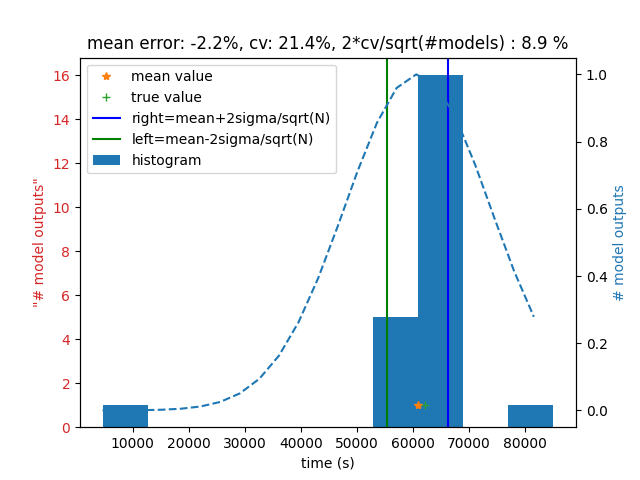 mean error: -2.2%, cv: 21.4%, 2*cv/sqrt(#models) : 8.9 %
mean value
true value
right=mean+2sigma/sqrt(N)
left=mean-2sigma/sqrt(N)
histogram
16
14
12
10
8
6
4
2
0
"# model outputs"
1.0
0.8
0.6
0.4
0.2
0.0
# model outputs
10000 20000 30000 40000 50000 60000 70000 80000
time (s)